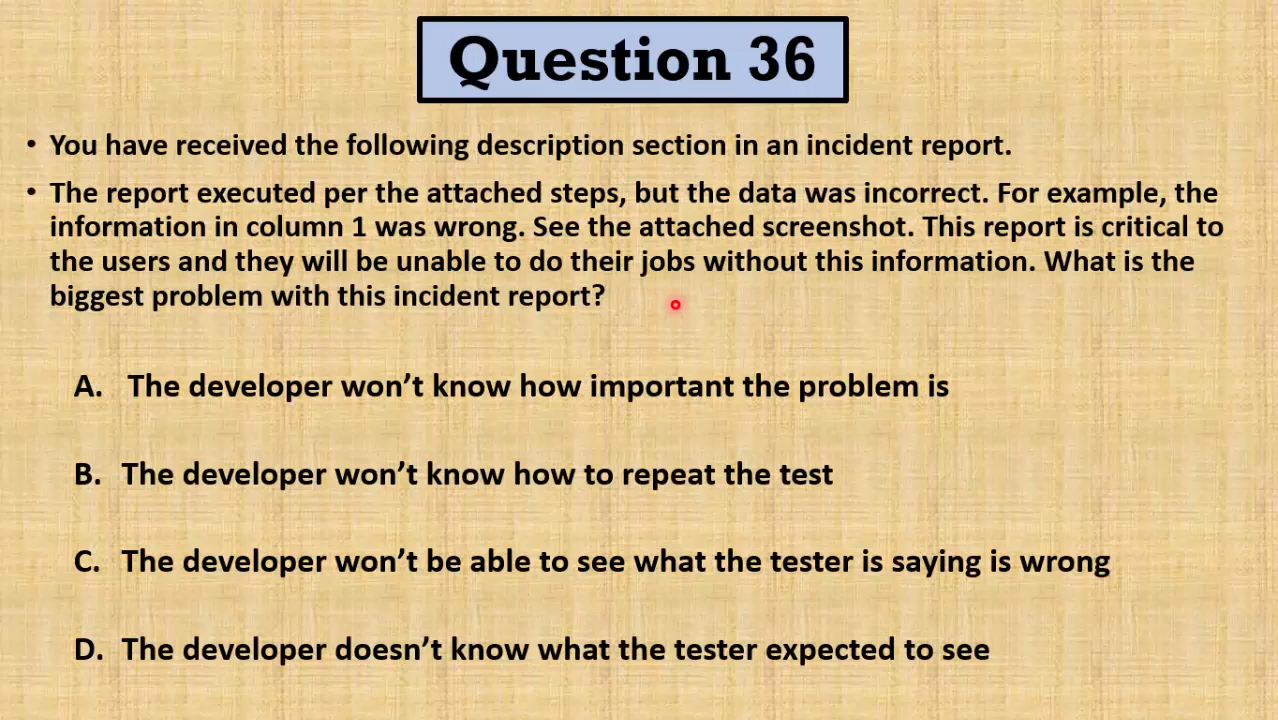 Question 36
• You have received the following description section in an incident report.
• The report executed per the attached steps, but the data was incorrect. For example, the
information in column 1 was wrong. See the attached screenshot. This report is critical to
the users and they will be unable to do their jobs without this information. What is the
biggest problem with this incident report?
A. The developer won’t know how important the problem is
B. The developer won’t know how to repeat the test
C. The developer won’t be able to see what the tester is saying is wrong
D. The developer doesn’t know what the tester expected to see